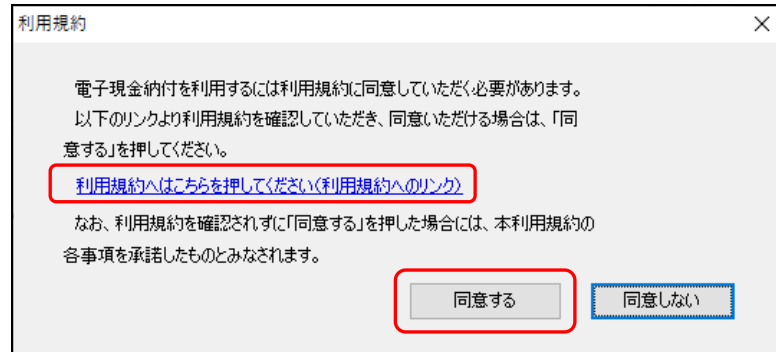 利用規約
電子現金納付を利用するには利用規約に同意していただく必要があります。
以下のリンクより利用規約を確認していただき、同意いただける場合は、「同
意する」を押してください。
利用規約へはこちらを押してください(利用規約へのリンク)
なお、利用規約を確認されずに「同意する」を押した場合には、本利用規約の
各事項を承諾したものとみなされます。
同意する
同意しない